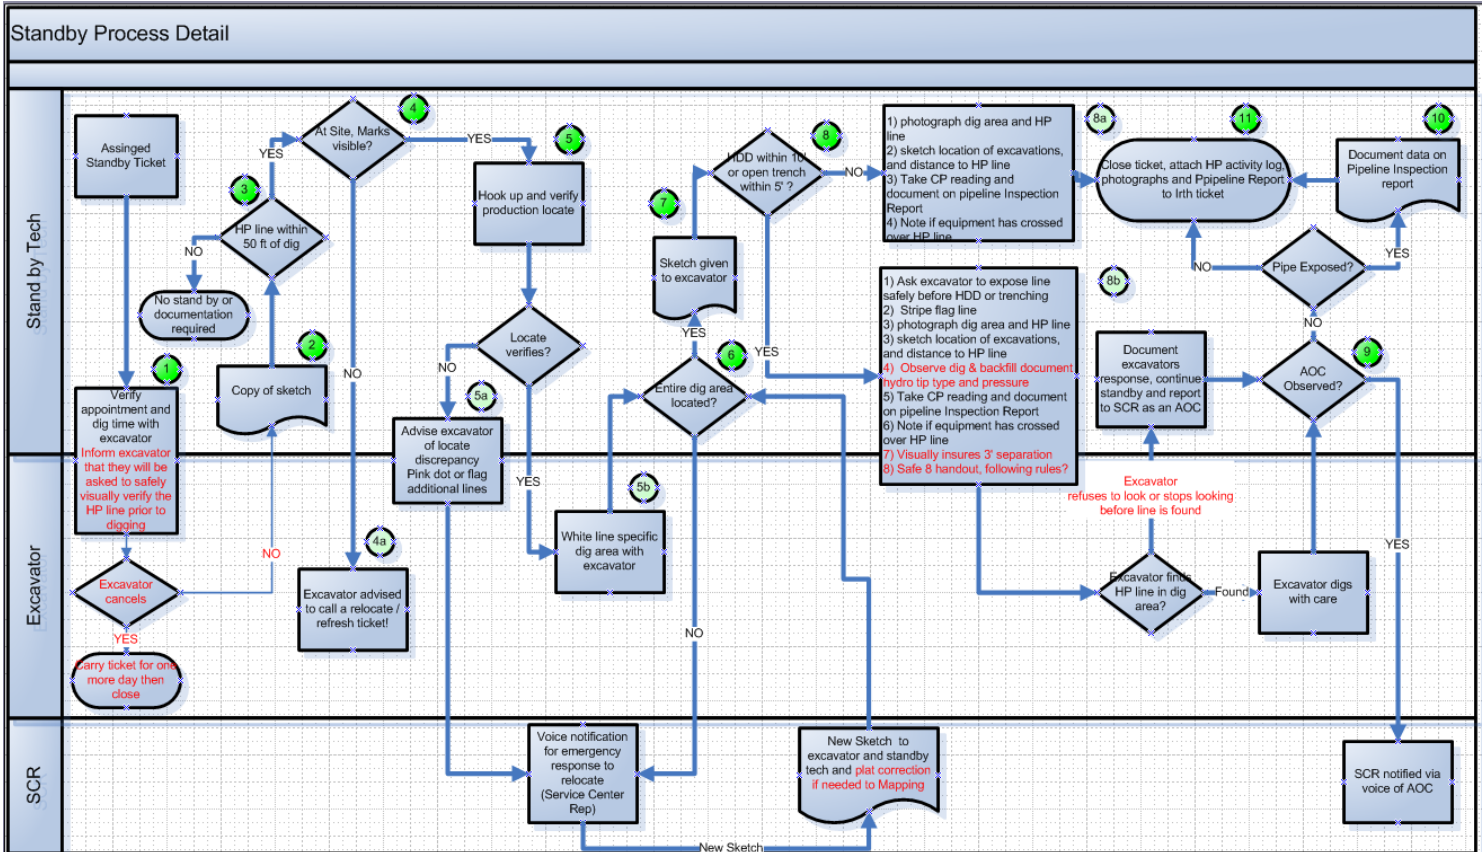 Standby Process Detail
Stand by Tech
Assinged
Standby Ticket
1
Verify
appointment and
dig time with
excavator
Inform excavator
that they will be
asked to safely
visually verify the
HP line prior to
digging
Excavator
cancels
YES
NO
Carry ticket for one
more day then
close
2
Copy of sketch
3
HP line within
50 ft of dig
NO
No stand by or
documentation
required
YES
4
At Site, Marks
visible?
YES
NO
4a
Excavator advised
to call a relocate /
refresh ticket!
5
Hook up and verify
production locate
Locate
verifies?
NO
5a
Advise excavator
of locate
discrepancy
Pink dot or flag
additional lines
YES
5b
White line specific
dig area with
excavator
6
Entire dig area
located?
YES
NO
7
Sketch given
to excavator
8
HDD within 10'
or open trench
within 5' ?
NO
YES
8a
1) photograph dig area and HP
line
2) sketch location of excavations,
and distance to HP line
3) Take CP reading and
document on pipeline Inspection
Report
4) Note if equipment has crossed
over HP line
8b
1) Ask excavator to expose line
safely before HDD or trenching
2) Stripe flag line
3) photograph dig area and HP line
3) sketch location of excavations,
and distance to HP line
4) Observe dig & backfill document
hydro tip type and pressure
5) Take CP reading and document
on pipeline Inspection Report
6) Note if equipment has crossed
over HP line
7) Visually insures 3' separation
8) Safe 8 handout, following rules?
11
Close ticket, attach HP activity log,
photographs and Ppipeline Report
to Irth ticket
10
Document data on
Pipeline Inspection
report
Pipe Exposed?
NO
YES
NO
9
AOC
Observed?
YES
Document
excavators
response, continue
standby and report
to SCR as an AOC
Excavator
refuses to look or stops looking
before line is found
Excavator
Excavator finds
HP line in dig
area?
Found
Excavator digs
with care
SCR
Voice notification
for emergency
response to
relocate
(Service Center
Rep)
New Sketch
New Sketch to
excavator and standby
tech and plat correction
if needed to Mapping
SCR notified via
voice of AOC